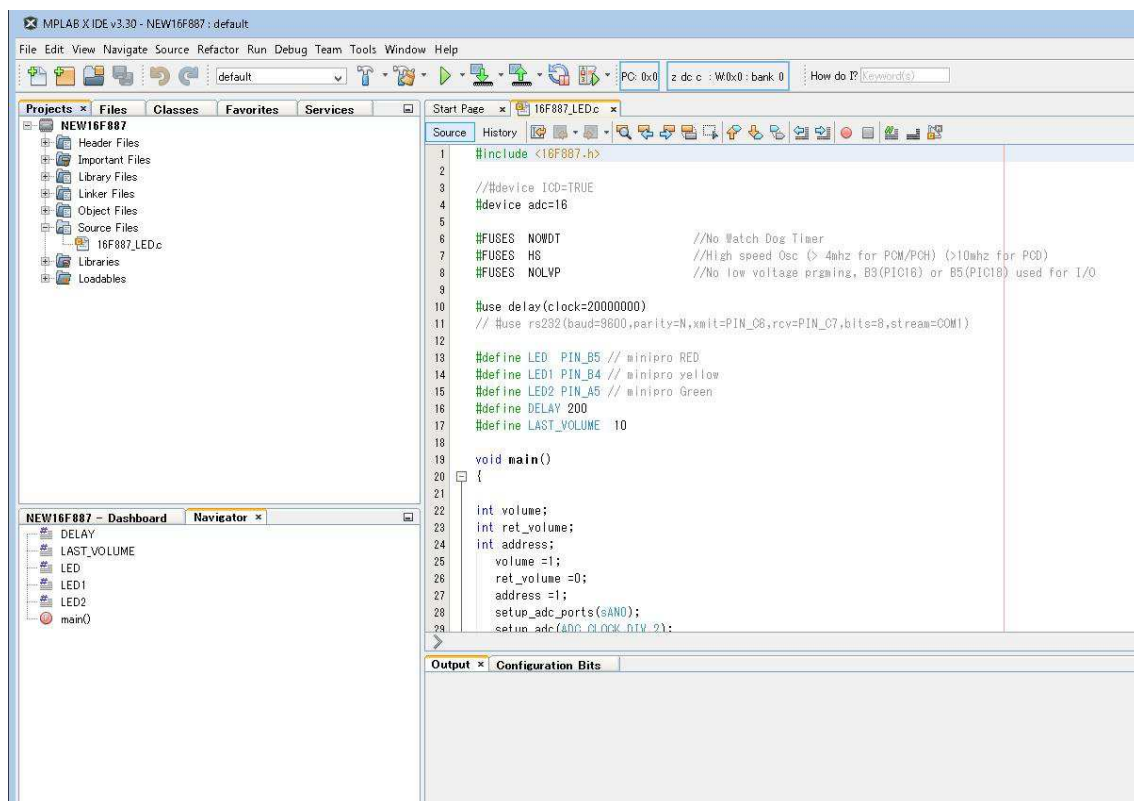 MPLAB X IDE v3.30 - NEW16F887 : default
File Edit View Navigate Source Refactor Run Debug Team Tools Window Help
default PC: 0x0 z dc c : W:0x0 : bank 0 How do I? Keyword(s)
Projects × Files Classes Favorites Services
NEW16F887
Header Files
Important Files
Library Files
Linker Files
Object Files
Source Files
16F887_LED.c
Libraries
Loadables
Start Page × 16F887_LED.c ×
Source History
1 #include <16F887.h>
2
3 //#device ICD=TRUE
4 #device adc=16
5
6 #FUSES NOWDT //No Watch Dog Timer
7 #FUSES HS //High speed Osc (> 4mhz for PCM/PCH) (>10mhz for PCD)
8 #FUSES NOLVP //No low voltage prgming, B3(PIC16) or B5(PIC18) used for I/O
9
10 #use delay(clock=20000000)
11 // #use rs232(baud=9600,parity=N,xmit=PIN_C6,rcv=PIN_C7,bits=8,stream=COM1)
12
13 #define LED PIN_B5 // minipro RED
14 #define LED1 PIN_B4 // minipro yellow
15 #define LED2 PIN_A5 // minipro Green
16 #define DELAY 200
17 #define LAST_VOLUME 10
18
19 void main()
20 {
21
22 int volume;
23 int ret_volume;
24 int address;
25 volume =1;
26 ret_volume =0;
27 address =1;
28 setup_adc_ports(sAN0);
29 setup_adc(ADC_CLOCK_DIV_2);
NEW16F887 - Dashboard Navigator ×
DELAY
LAST_VOLUME
LED
LED1
LED2
main()
Output × Configuration Bits